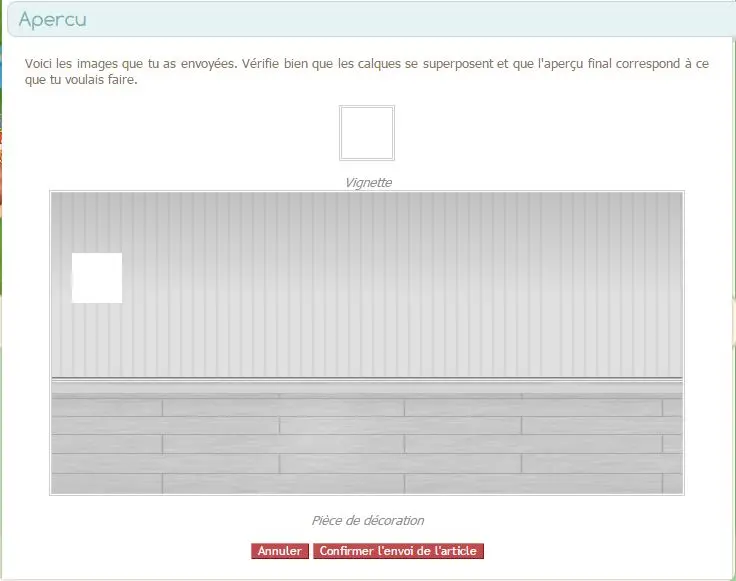 Aperçu
Voici les images que tu as envoyées. Vérifie bien que les calques se superposent et que l'aperçu final correspond à ce
que tu voulais faire.
Vignette
Pièce de décoration
Annuler Confirmer l'envoi de l'article